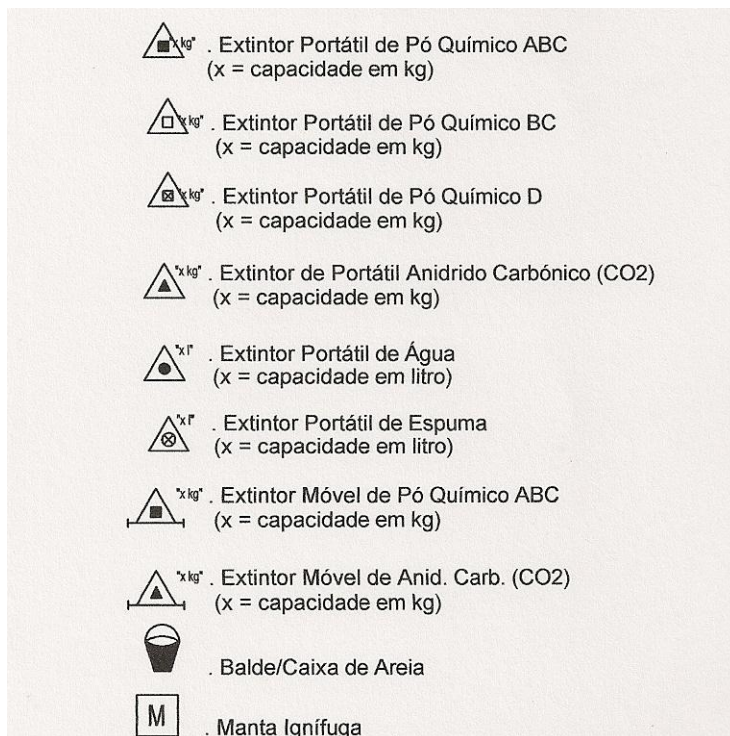 "x kg" . Extintor Portátil de Pó Químico ABC
(x = capacidade em kg)
"x kg" . Extintor Portátil de Pó Químico BC
(x = capacidade em kg)
"x kg" . Extintor Portátil de Pó Químico D
(x = capacidade em kg)
"x kg" . Extintor de Portátil Anidrido Carbónico (CO2)
(x = capacidade em kg)
"x l" . Extintor Portátil de Água
(x = capacidade em litro)
"x l" . Extintor Portátil de Espuma
(x = capacidade em litro)
"x kg" . Extintor Móvel de Pó Químico ABC
(x = capacidade em kg)
"x kg" . Extintor Móvel de Anid. Carb. (CO2)
(x = capacidade em kg)
. Balde/Caixa de Areia
M . Manta Ignífuga